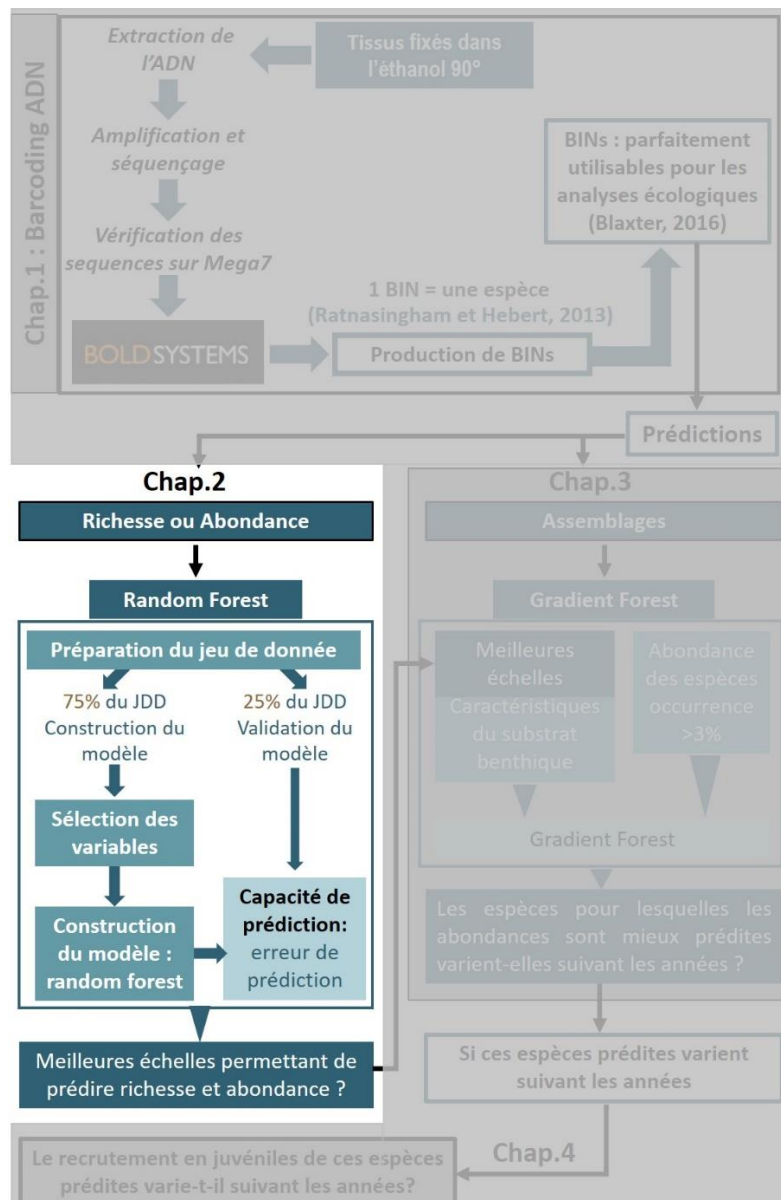 Chap.1 : Barcoding ADN
Extraction de
l'ADN
Tissus fixés dans
l'éthanol 90°
Amplification et
séquençage
Vérification des
sequences sur Mega7
BOLDSYSTEMS
1 BIN = une espèce
(Ratnasingham et Hebert, 2013)
Production de BINs
BINs : parfaitement
utilisables pour les
analyses écologiques
(Blaxter, 2016)
Prédictions
Chap.2
Richesse ou Abondance
Random Forest
Préparation du jeu de donnée
75% du JDD
Construction du
modèle
25% du JDD
Validation du
modèle
Sélection des
variables
Construction
du modèle :
random forest
Capacité de
prédiction:
erreur de
prédiction
Meilleures échelles permettant de
prédire richesse et abondance ?
Chap.3
Assemblages
Gradient Forest
Meilleures
échelles
Caractéristiques
du substrat
benthique
Abondance
des espèces
occurrence
>3%
Gradient Forest
Les espèces pour lesquelles les
abondances sont mieux prédites
varient-elles suivant les années ?
Si ces espèces prédites varient
suivant les années
Chap.4
Le recrutement en juvéniles de ces espèces
prédites varie-t-il suivant les années?